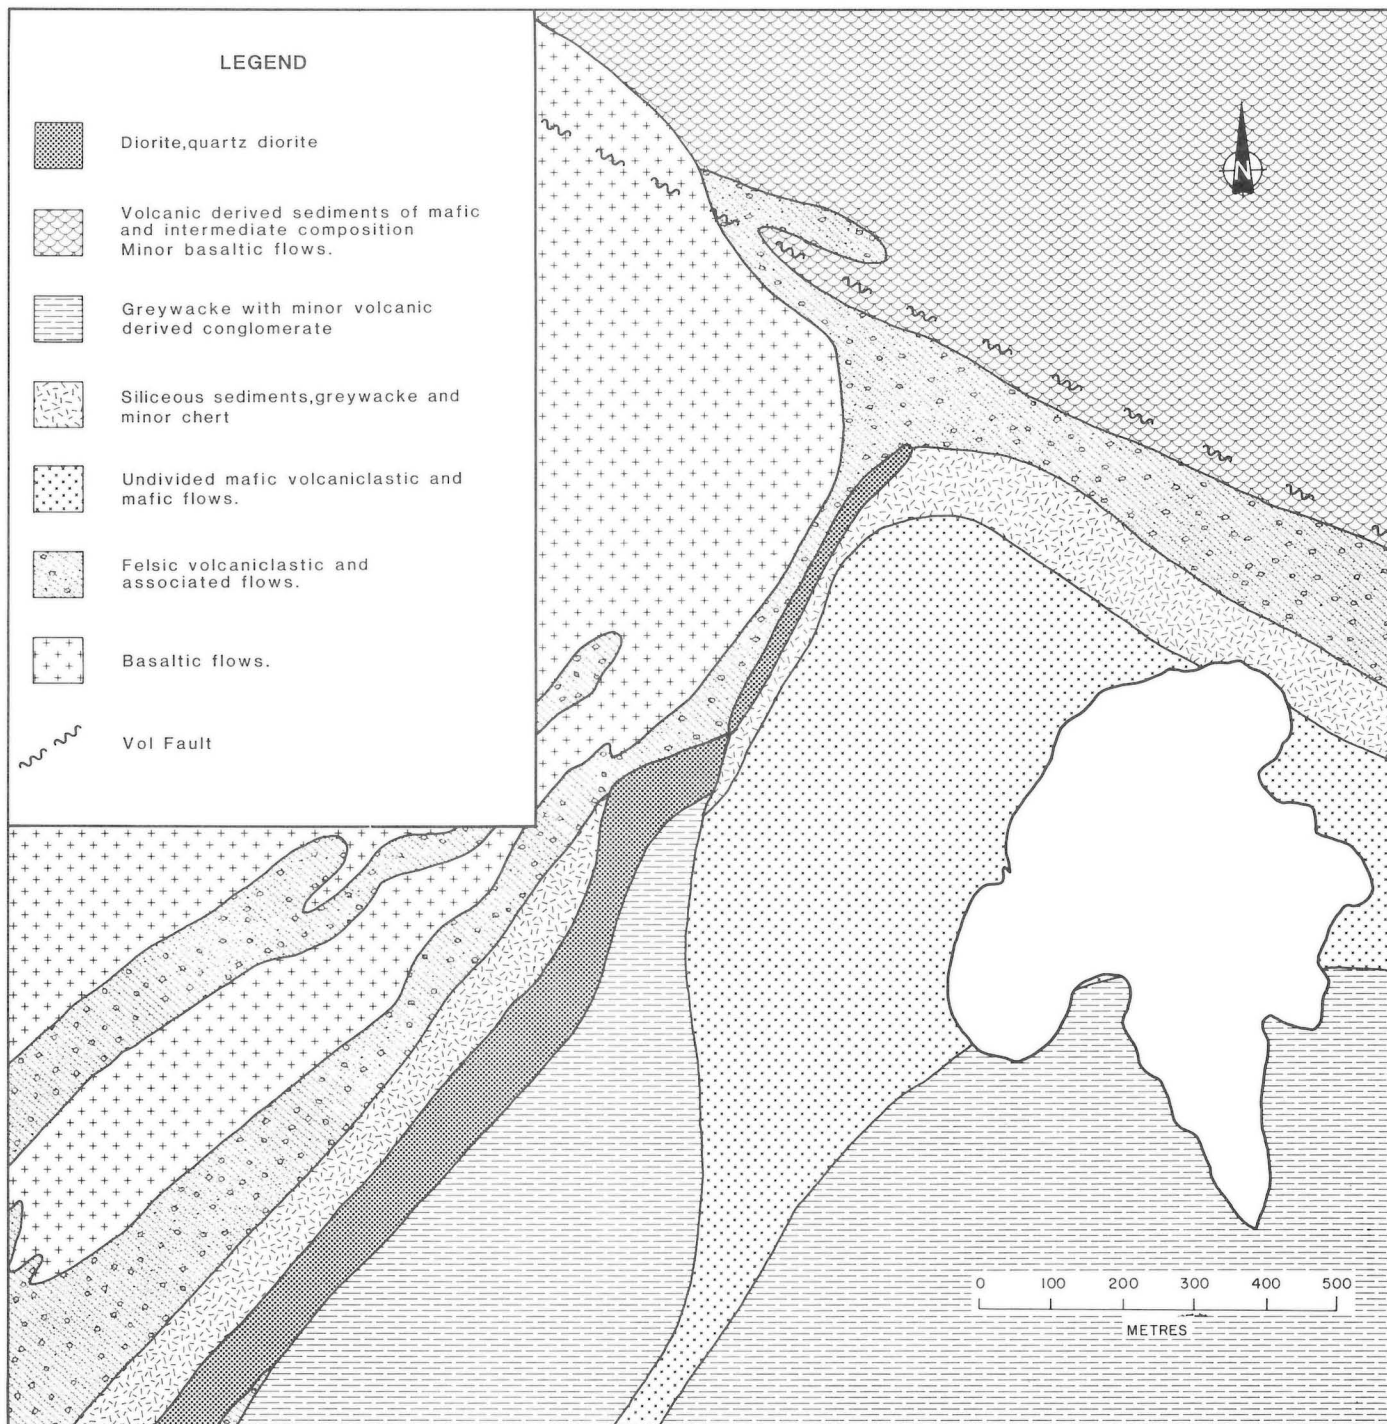 LEGEND
Diorite,quartz diorite
Volcanic derived sediments of mafic
and intermediate composition
Minor basaltic flows.
Greywacke with minor volcanic
derived conglomerate
Siliceous sediments,greywacke and
minor chert
Undivided mafic volcaniclastic and
mafic flows.
Felsic volcaniclastic and
associated flows.
Basaltic flows.
Vol Fault
N
0 100 200 300 400 500
METRES